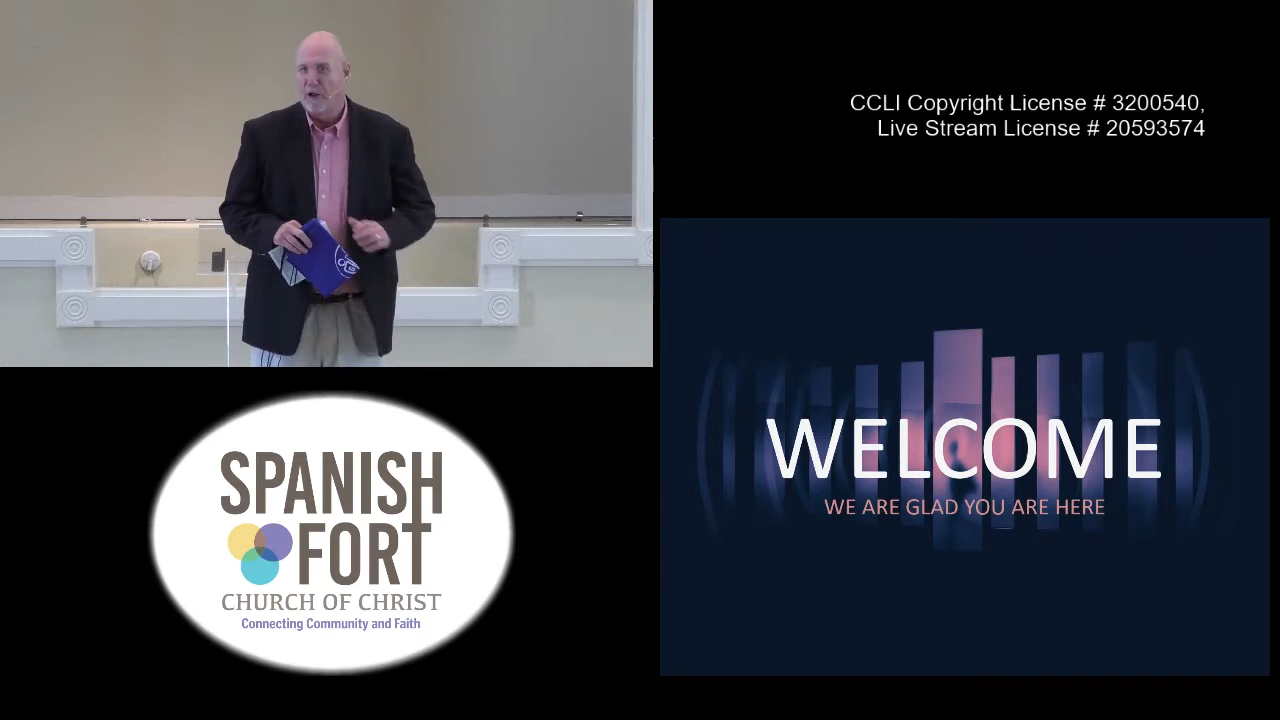 CCLI Copyright License # 3200540,
Live Stream License # 20593574
WELCOME
WE ARE GLAD YOU ARE HERE
SPANISH
FORT
CHURCH OF CHRIST
Connecting Community and Faith